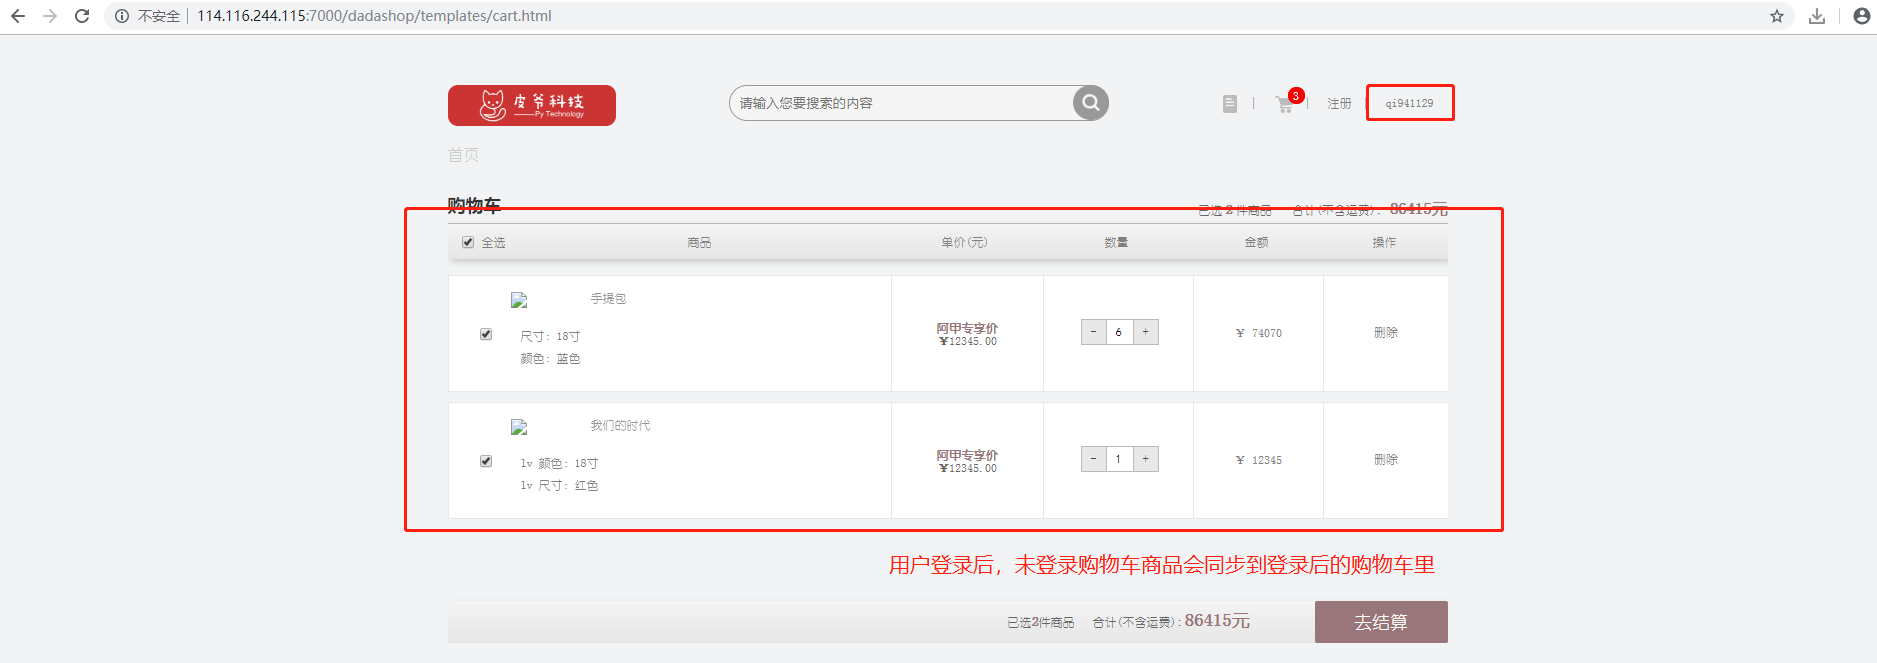 不安全 114.116.244.115:7000/dadashop/templates/cart.html
皮爷科技
Py Technology
请输入您要搜索的内容
3
注册
qi941129
首页
购物车
已选 2 件商品 合计(不含运费): 86415元
全选 商品 单价(元) 数量 金额 操作
手提包
尺寸: 18寸
颜色: 蓝色
阿甲专享价
¥12345.00
- 6 +
¥ 74070
删除
我们的时代
lv 颜色: 18寸
lv 尺寸: 红色
阿甲专享价
¥12345.00
- 1 +
¥ 12345
删除
用户登录后，未登录购物车商品会同步到登录后的购物车里
已选2件商品 合计(不含运费): 86415元
去结算